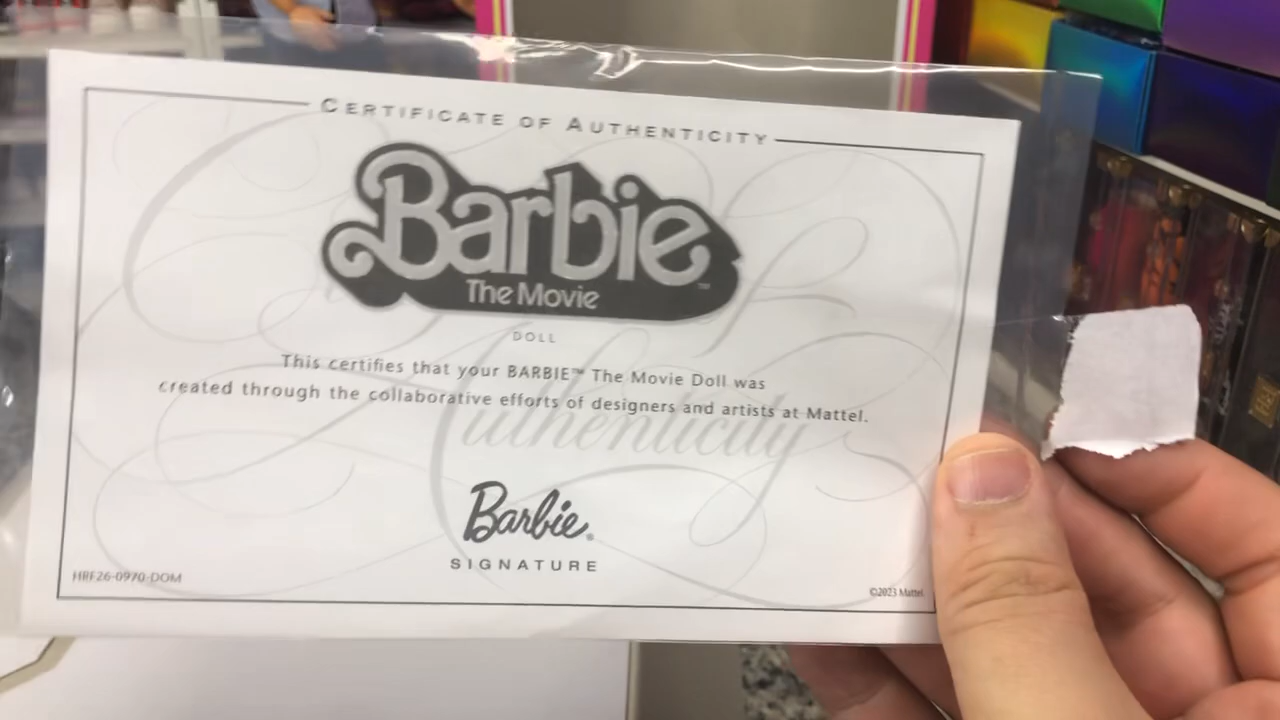 CERTIFICATE OF AUTHENTICITY
Barbie™
The Movie
DOLL
This certifies that your BARBIE™ The Movie Doll was
created through the collaborative efforts of designers and artists at Mattel.
Authenticity
Barbie®
SIGNATURE
HRF26-0970-DOM
©2023 Mattel